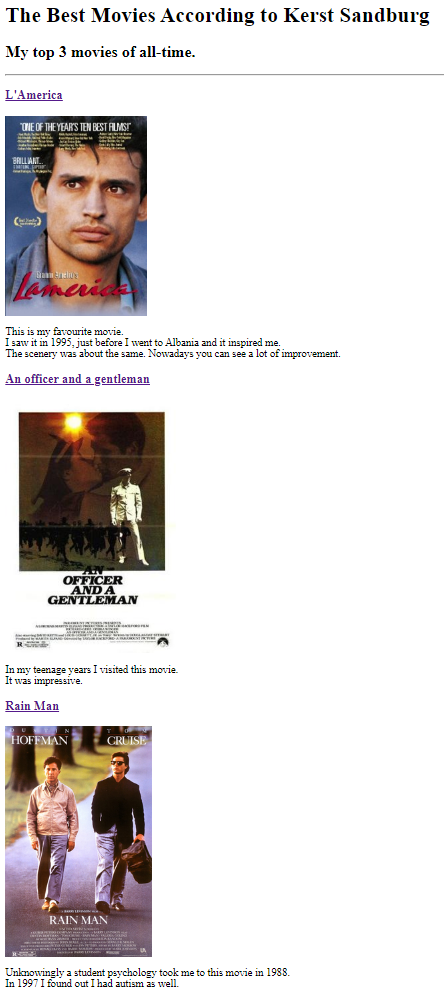 The Best Movies According to Kerst Sandburg
My top 3 movies of all-time.
L'America
"ONE OF THE YEAR'S TEN BEST FILMS!"
"BRILLIANT...
Gianni Amelio's
Lamerica
This is my favourite movie.
I saw it in 1995, just before I went to Albania and it inspired me.
The scenery was about the same. Nowadays you can see a lot of improvement.
An officer and a gentleman
AN
OFFICER
AND A
GENTLEMAN
In my teenage years I visited this movie.
It was impressive.
Rain Man
DUSTIN TOM
HOFFMAN CRUISE
RAIN MAN
Unknowingly a student psychology took me to this movie in 1988.
In 1997 I found out I had autism as well.